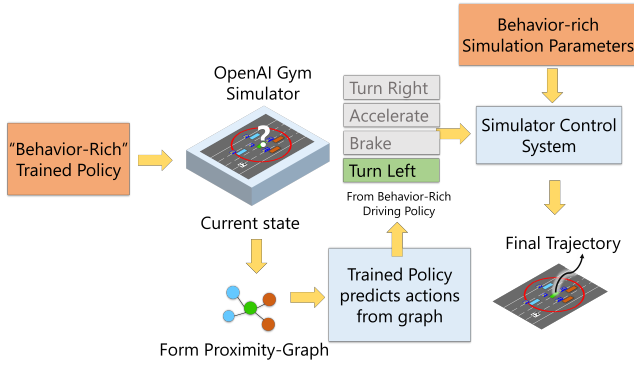 Behavior-rich
Simulation Parameters
OpenAI Gym
Simulator
?
Turn Right
Accelerate
Brake
Turn Left
Simulator Control
System
“Behavior-Rich”
Trained Policy
From Behavior-Rich
Driving Policy
Current state
Final Trajectory
Trained Policy
predicts actions
from graph
Form Proximity-Graph